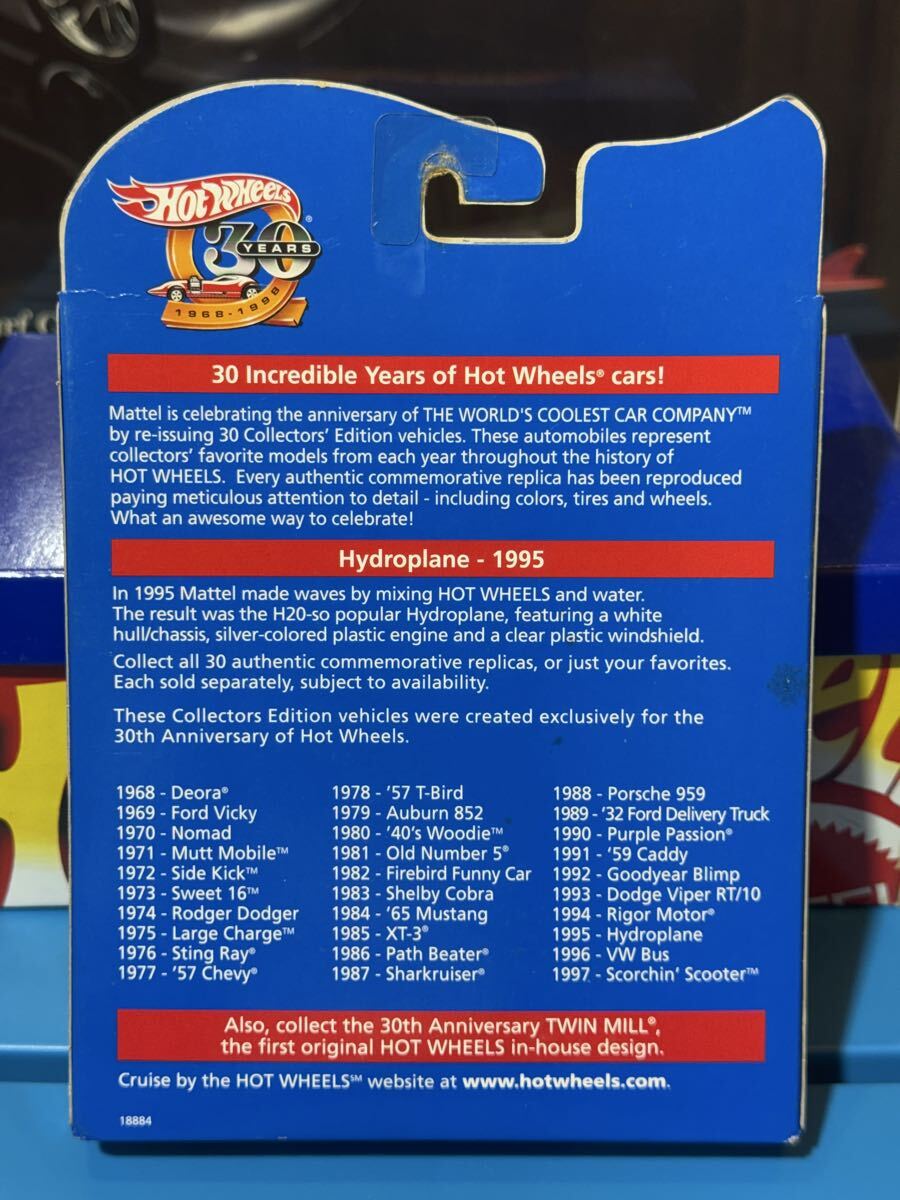 HOT WHEELS®
30
YEARS
1968-1998
30 Incredible Years of Hot Wheels® cars!
Mattel is celebrating the anniversary of THE WORLD'S COOLEST CAR COMPANY™
by re-issuing 30 Collectors' Edition vehicles. These automobiles represent
collectors' favorite models from each year throughout the history of
HOT WHEELS. Every authentic commemorative replica has been reproduced
paying meticulous attention to detail - including colors, tires and wheels.
What an awesome way to celebrate!
Hydroplane - 1995
In 1995 Mattel made waves by mixing HOT WHEELS and water.
The result was the H20-so popular Hydroplane, featuring a white
hull/chassis, silver-colored plastic engine and a clear plastic windshield.
Collect all 30 authentic commemorative replicas, or just your favorites.
Each sold separately, subject to availability.
These Collectors Edition vehicles were created exclusively for the
30th Anniversary of Hot Wheels.
1968 - Deora®
1969 - Ford Vicky
1970 - Nomad
1971 - Mutt Mobile™
1972 - Side Kick™
1973 - Sweet 16™
1974 - Rodger Dodger
1975 - Large Charge™
1976 - Sting Ray®
1977 - '57 Chevy®
1978 - '57 T-Bird
1979 - Auburn 852
1980 - '40's Woodie™
1981 - Old Number 5®
1982 - Firebird Funny Car
1983 - Shelby Cobra
1984 - '65 Mustang
1985 - XT-3®
1986 - Path Beater®
1987 - Sharkruiser®
1988 - Porsche 959
1989 - '32 Ford Delivery Truck
1990 - Purple Passion®
1991 - '59 Caddy
1992 - Goodyear Blimp
1993 - Dodge Viper RT/10
1994 - Rigor Motor®
1995 - Hydroplane
1996 - VW Bus
1997 - Scorchin' Scooter™
Also, collect the 30th Anniversary TWIN MILL®,
the first original HOT WHEELS in-house design.
Cruise by the HOT WHEELS℠ website at www.hotwheels.com.
18884